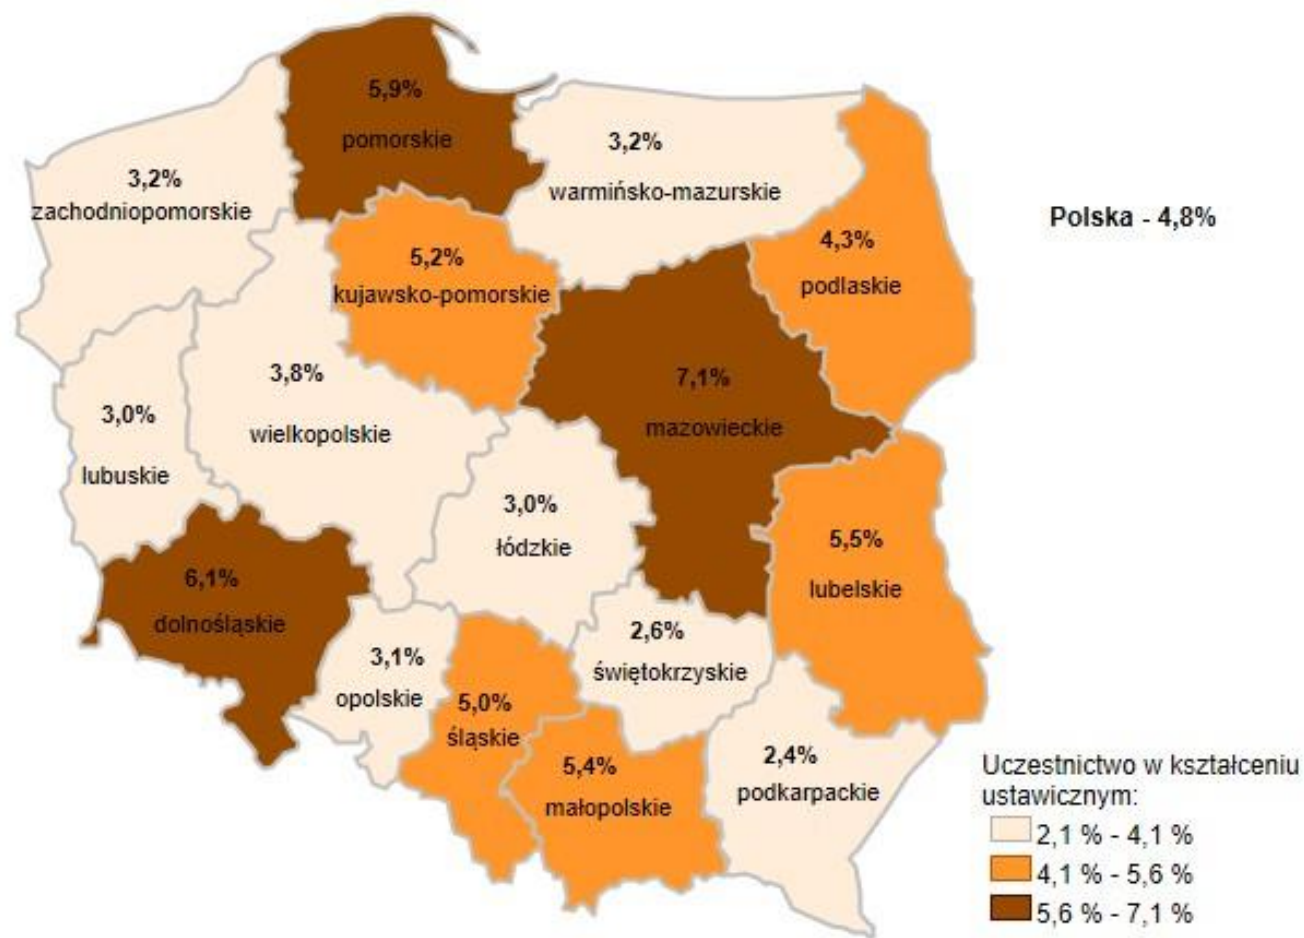 5,9%
pomorskie
3,2%
warmińsko-mazurskie
3,2%
zachodniopomorskie
Polska - 4,8%
4,3%
podlaskie
5,2%
kujawsko-pomorskie
3,8%
wielkopolskie
7,1%
mazowieckie
3,0%
lubuskie
3,0%
łódzkie
5,5%
lubelskie
6,1%
dolnośląskie
2,6%
świętokrzyskie
3,1%
opolskie
5,0%
śląskie
5,4%
małopolskie
2,4%
podkarpackie
Uczestnictwo w kształceniu
ustawicznym:
2,1 % - 4,1 %
4,1 % - 5,6 %
5,6 % - 7,1 %